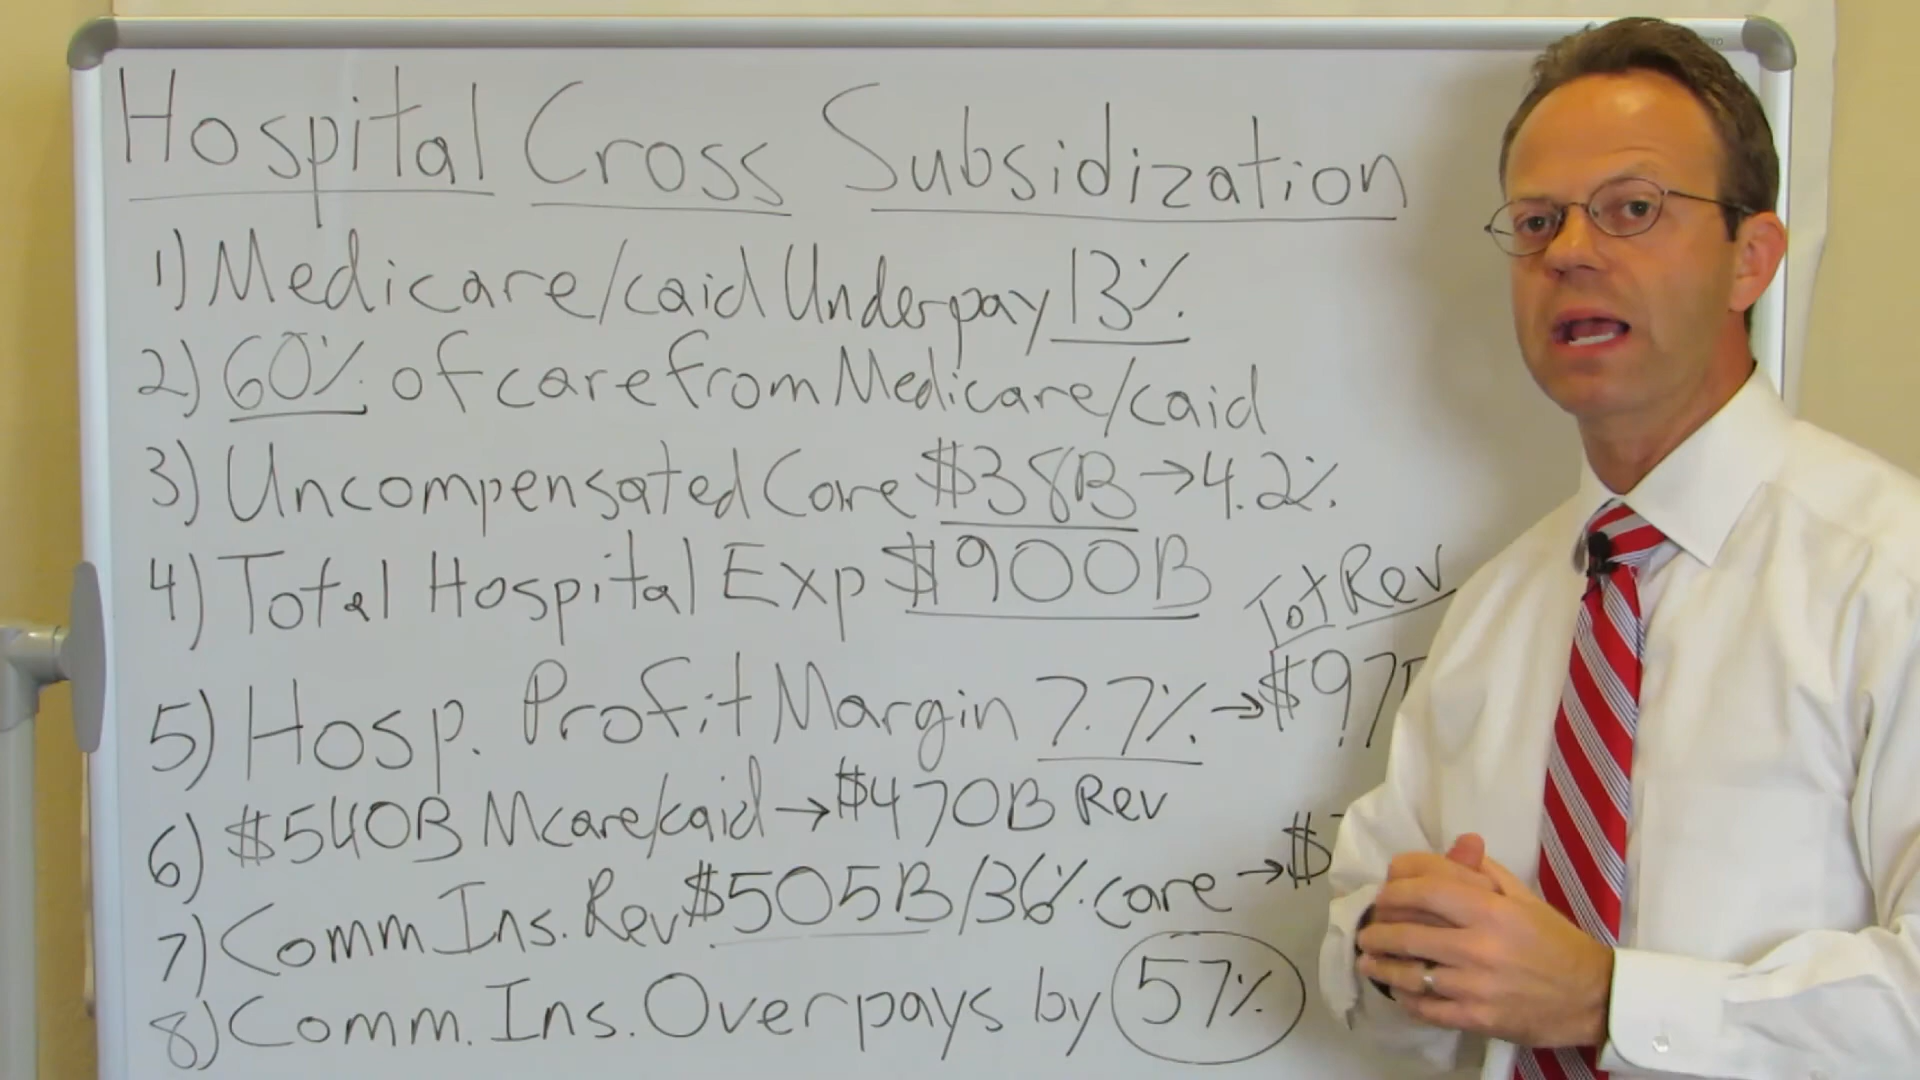 Hospital Cross Subsidization
1) Medicare/caid Underpay 13%
2) 60% of care from Medicare/caid
3) Uncompensated Care $38B → 4.2%
4) Total Hospital Exp $900B
Tot Rev
5) Hosp. Profit Margin 7.7% → $97
6) $540B Mcare/caid → $470B Rev
7) Comm Ins. Rev $505B/36% care → $
8) Comm. Ins. Overpays by 57%